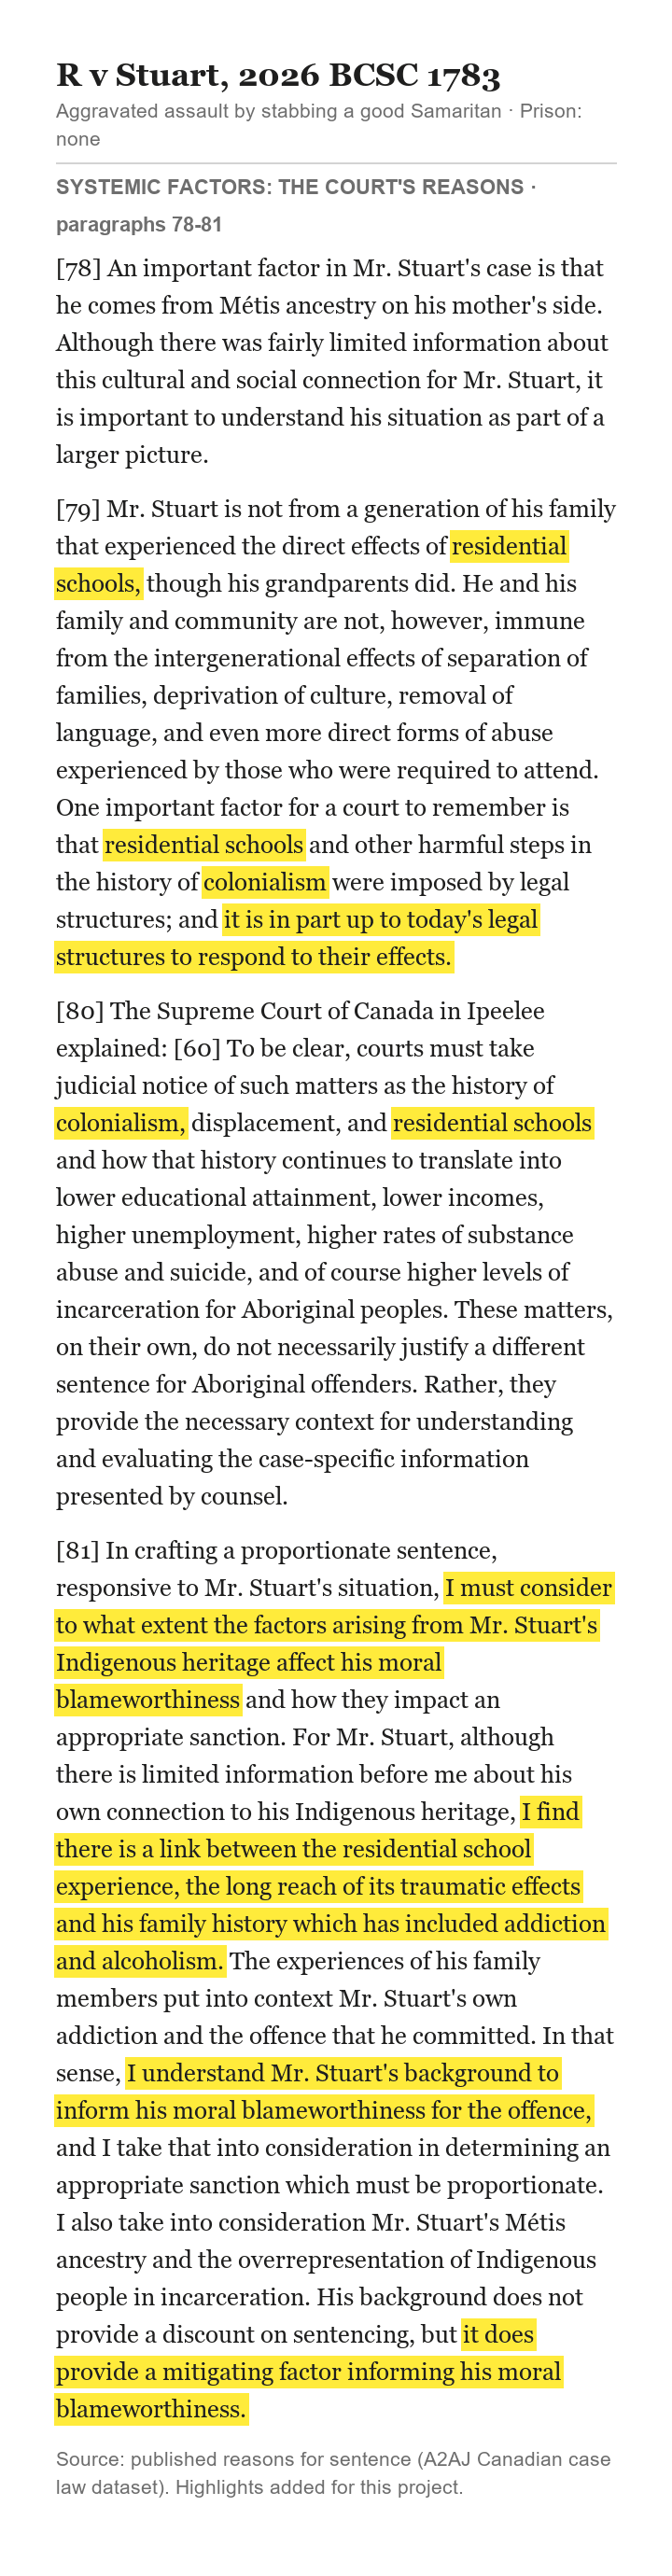 R v Stuart, 2026 BCSC 1783
Aggravated assault by stabbing a good Samaritan · Prison:
none
SYSTEMIC FACTORS: THE COURT'S REASONS ·
paragraphs 78-81
[78] An important factor in Mr. Stuart's case is that
he comes from Métis ancestry on his mother's side.
Although there was fairly limited information about
this cultural and social connection for Mr. Stuart, it
is important to understand his situation as part of a
larger picture.
[79] Mr. Stuart is not from a generation of his family
that experienced the direct effects of residential
schools, though his grandparents did. He and his
family and community are not, however, immune
from the intergenerational effects of separation of
families, deprivation of culture, removal of
language, and even more direct forms of abuse
experienced by those who were required to attend.
One important factor for a court to remember is
that residential schools and other harmful steps in
the history of colonialism were imposed by legal
structures; and it is in part up to today's legal
structures to respond to their effects.
[80] The Supreme Court of Canada in Ipeelee
explained: [60] To be clear, courts must take
judicial notice of such matters as the history of
colonialism, displacement, and residential schools
and how that history continues to translate into
lower educational attainment, lower incomes,
higher unemployment, higher rates of substance
abuse and suicide, and of course higher levels of
incarceration for Aboriginal peoples. These matters,
on their own, do not necessarily justify a different
sentence for Aboriginal offenders. Rather, they
provide the necessary context for understanding
and evaluating the case-specific information
presented by counsel.
[81] In crafting a proportionate sentence,
responsive to Mr. Stuart's situation, I must consider
to what extent the factors arising from Mr. Stuart's
Indigenous heritage affect his moral
blameworthiness and how they impact an
appropriate sanction. For Mr. Stuart, although
there is limited information before me about his
own connection to his Indigenous heritage, I find
there is a link between the residential school
experience, the long reach of its traumatic effects
and his family history which has included addiction
and alcoholism. The experiences of his family
members put into context Mr. Stuart's own
addiction and the offence that he committed. In that
sense, I understand Mr. Stuart's background to
inform his moral blameworthiness for the offence,
and I take that into consideration in determining an
appropriate sanction which must be proportionate.
I also take into consideration Mr. Stuart's Métis
ancestry and the overrepresentation of Indigenous
people in incarceration. His background does not
provide a discount on sentencing, but it does
provide a mitigating factor informing his moral
blameworthiness.
Source: published reasons for sentence (A2AJ Canadian case
law dataset). Highlights added for this project.